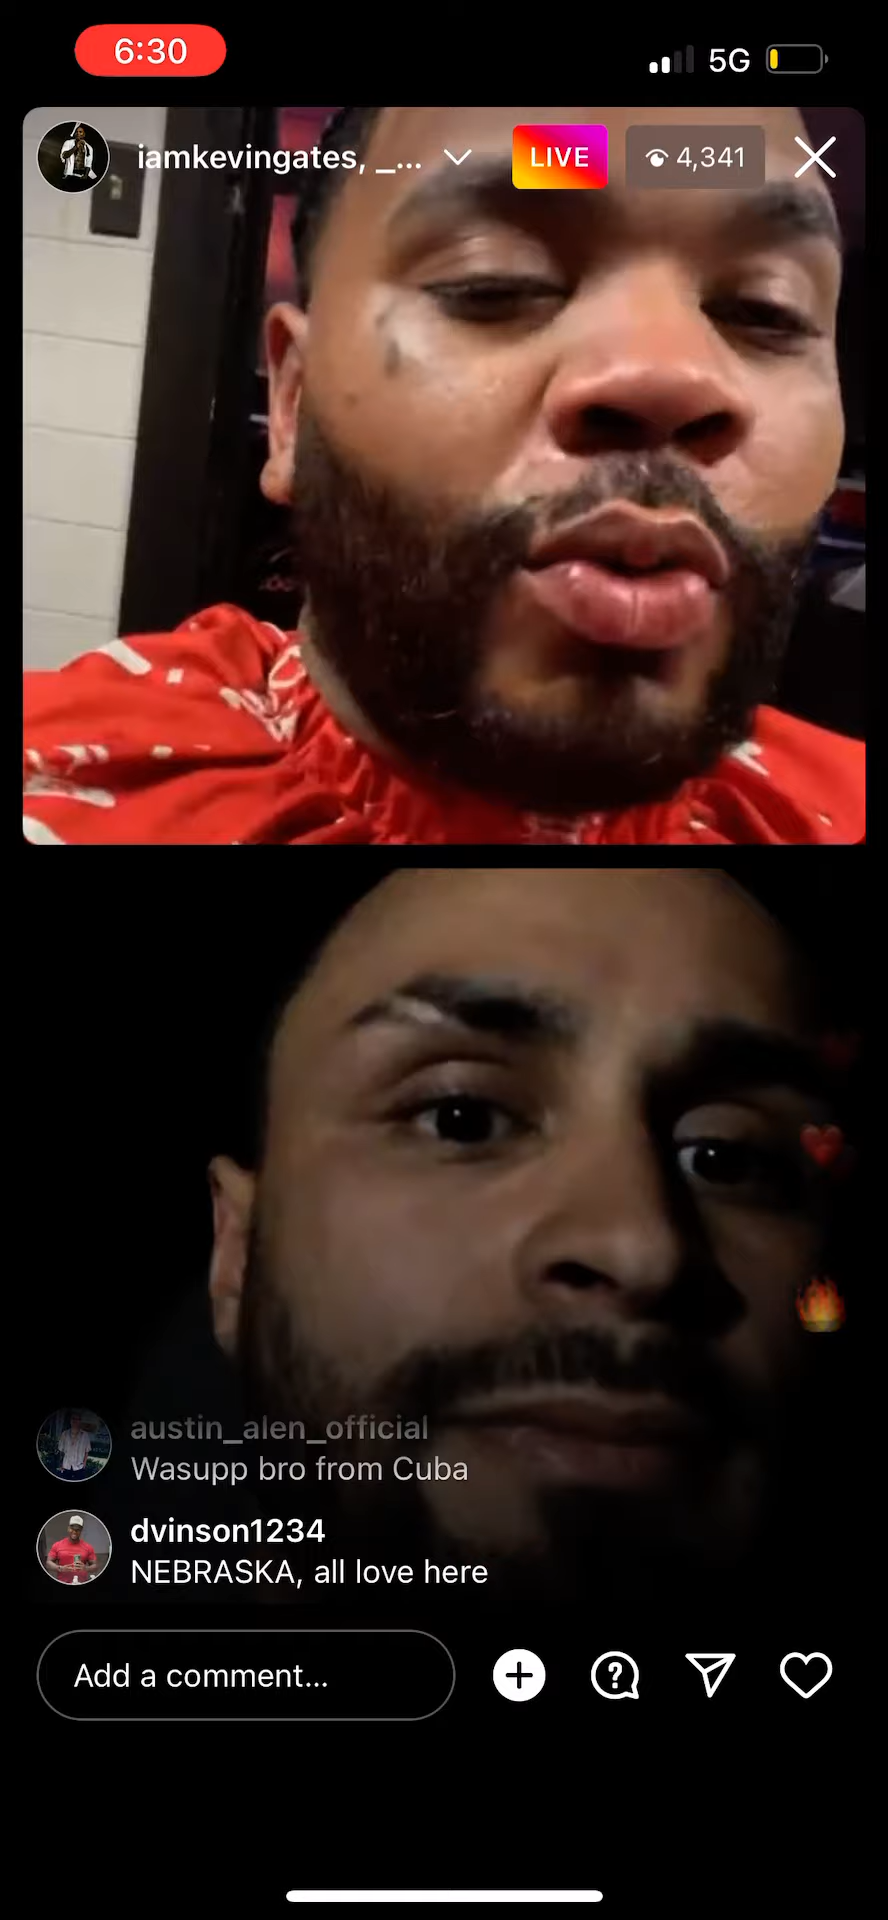 6:30
5G
iamkevingates, _...
LIVE
4,341
austin_alen_official
Wasupp bro from Cuba
dvinson1234
NEBRASKA, all love here
Add a comment...